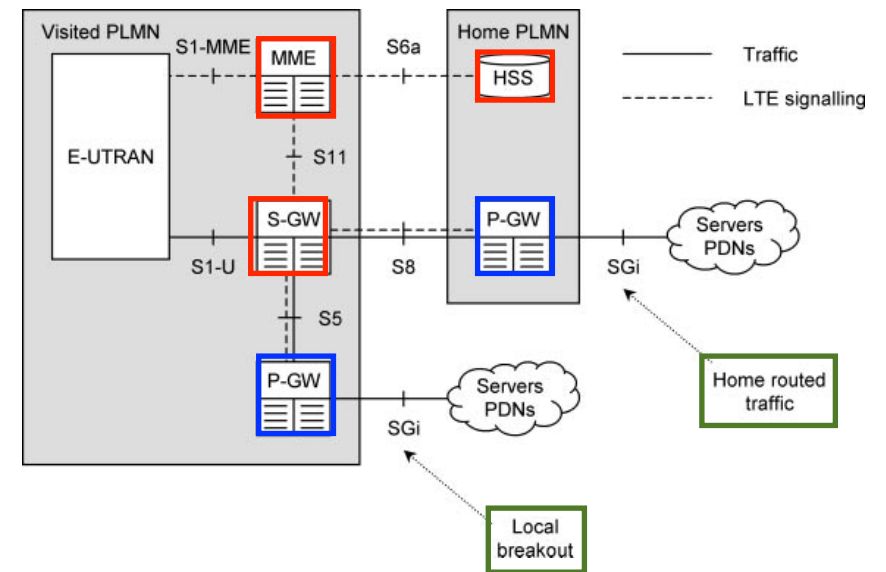 Visited PLMN
Home PLMN
S1-MME
MME
S6a
HSS
Traffic
LTE signalling
E-UTRAN
S11
S-GW
P-GW
Servers
PDNs
S1-U
S8
SGi
S5
P-GW
Servers
PDNs
SGi
Home routed
traffic
Local
breakout